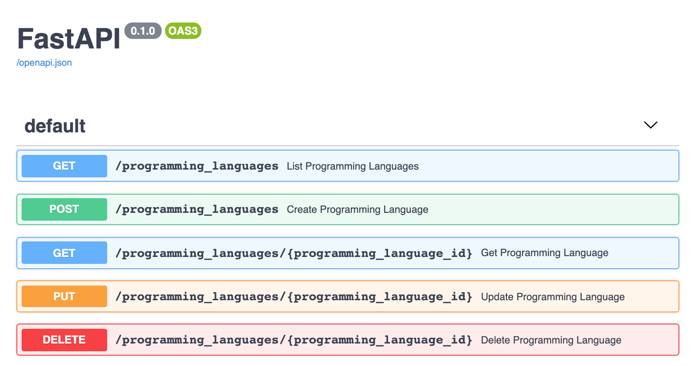 FastAPI 0.1.0 OAS3
/openapi.json
default
GET /programming_languages List Programming Languages
POST /programming_languages Create Programming Language
GET /programming_languages/{programming_language_id} Get Programming Language
PUT /programming_languages/{programming_language_id} Update Programming Language
DELETE /programming_languages/{programming_language_id} Delete Programming Language